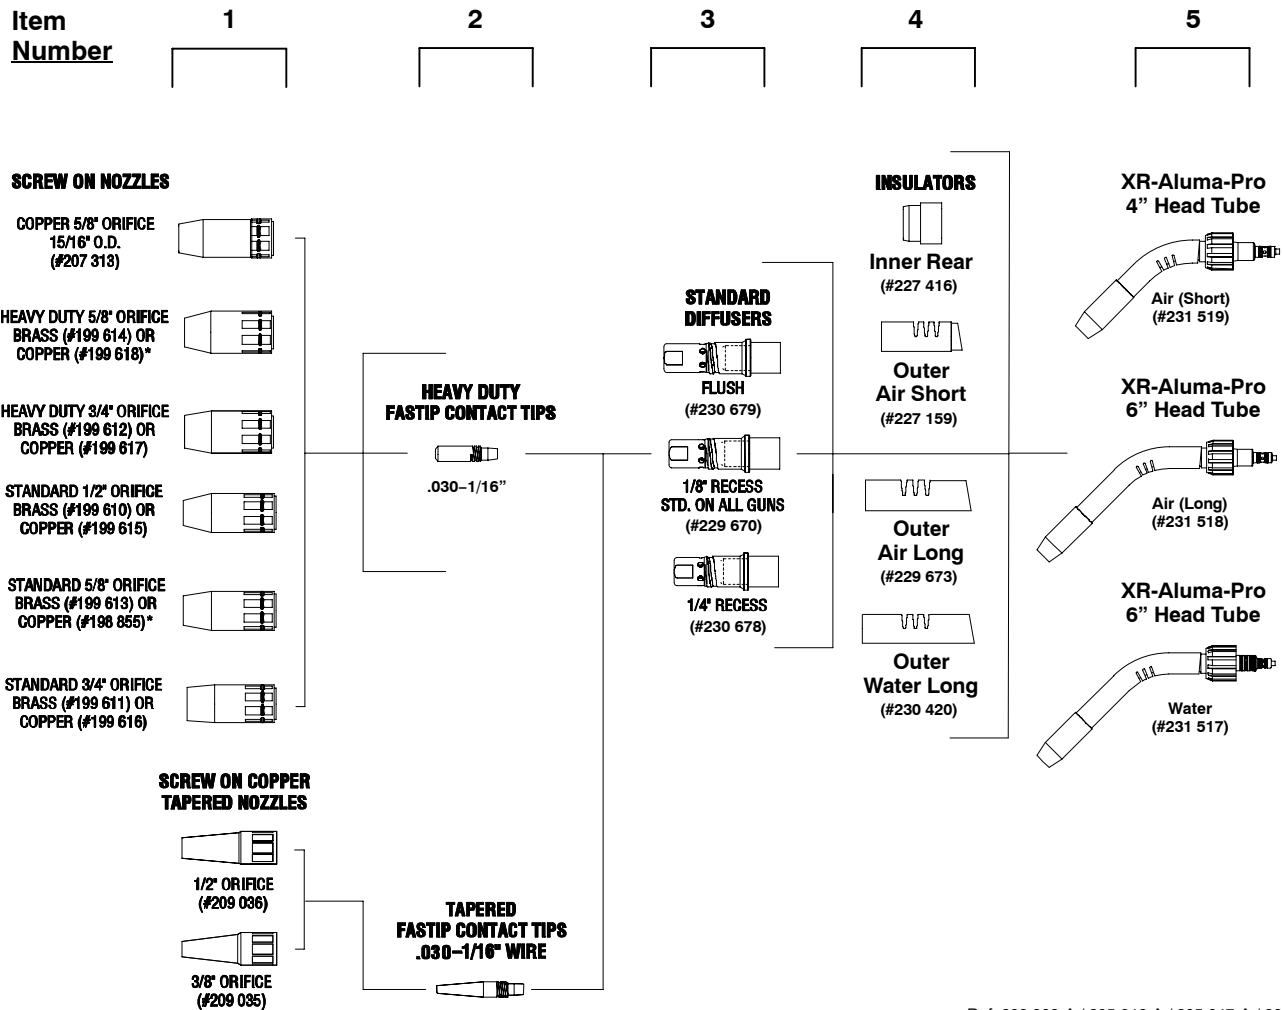 Item
Number
1
2
3
4
5
SCREW ON NOZZLES
COPPER 5/8" ORIFICE
15/16" O.D.
(#207 313)
HEAVY DUTY 5/8" ORIFICE
BRASS (#199 614) OR
COPPER (#199 618)*
HEAVY DUTY 3/4" ORIFICE
BRASS (#199 612) OR
COPPER (#199 617)
STANDARD 1/2" ORIFICE
BRASS (#199 610) OR
COPPER (#199 615)
STANDARD 5/8" ORIFICE
BRASS (#199 613) OR
COPPER (#198 855)*
STANDARD 3/4" ORIFICE
BRASS (#199 611) OR
COPPER (#199 616)
SCREW ON COPPER
TAPERED NOZZLES
1/2" ORIFICE
(#209 036)
3/8" ORIFICE
(#209 035)
HEAVY DUTY
FASTIP CONTACT TIPS
.030–1/16”
TAPERED
FASTIP CONTACT TIPS
.030–1/16" WIRE
STANDARD
DIFFUSERS
FLUSH
(#230 679)
1/8" RECESS
STD. ON ALL GUNS
(#229 670)
1/4" RECESS
(#230 678)
INSULATORS
Inner Rear
(#227 416)
Outer
Air Short
(#227 159)
Outer
Air Long
(#229 673)
Outer
Water Long
(#230 420)
XR-Aluma-Pro
4” Head Tube
Air (Short)
(#231 519)
XR-Aluma-Pro
6” Head Tube
Air (Long)
(#231 518)
XR-Aluma-Pro
6” Head Tube
Water
(#231 517)